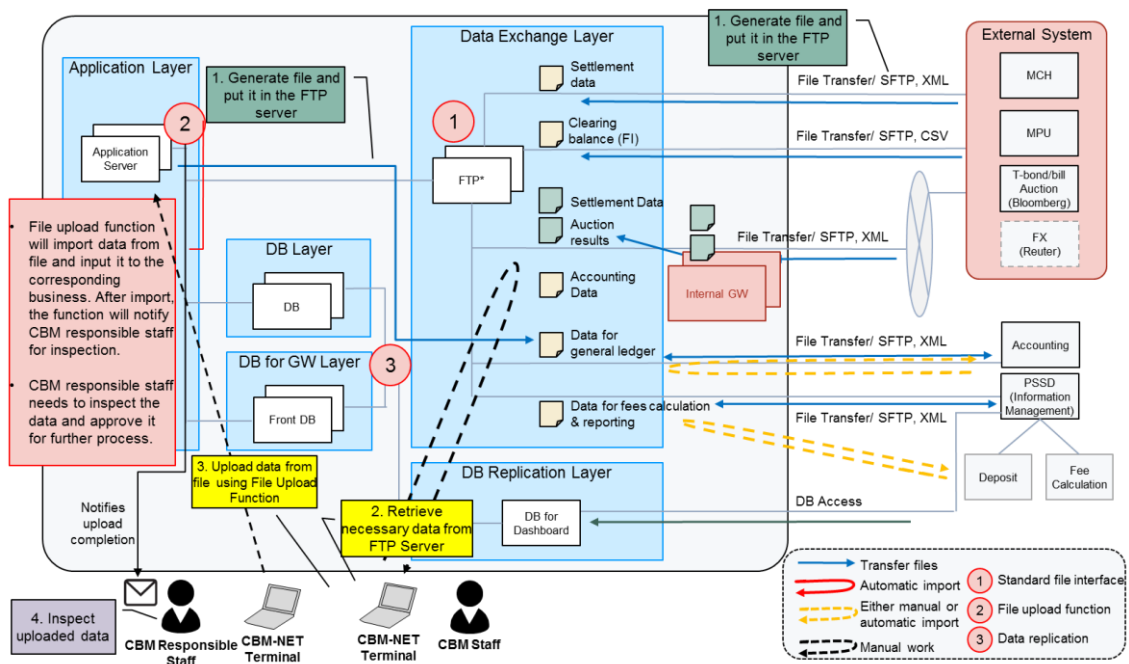 Application Layer
1. Generate file and
put it in the FTP
server
2
Application
Server
• File upload function
will import data from
file and input it to the
corresponding
business. After import,
the function will notify
CBM responsible staff
for inspection.
• CBM responsible staff
needs to inspect the
data and approve it
for further process.
DB Layer
DB
DB for GW Layer
Front DB
3
3. Upload data from
file using File Upload
Function
2. Retrieve
necessary data from
FTP Server
Data Exchange Layer
1
FTP*
Settlement
data
Clearing
balance (FI)
Settlement Data
Auction
results
Accounting
Data
Data for
general ledger
Data for fees calculation
& reporting
Internal GW
DB Replication Layer
DB for
Dashboard
1. Generate file and
put it in the FTP
server
File Transfer/ SFTP, XML
File Transfer/ SFTP, CSV
File Transfer/ SFTP, XML
File Transfer/ SFTP, XML
File Transfer/ SFTP, XML
DB Access
External System
MCH
MPU
T-bond/bill
Auction
(Bloomberg)
FX
(Reuter)
Accounting
PSSD
(Information
Management)
Deposit
Fee
Calculation
Notifies
upload
completion
4. Inspect
uploaded data
CBM Responsible
Staff
CBM-NET
Terminal
CBM-NET
Terminal
CBM Staff
Transfer files
Automatic import
Either manual or
automatic import
Manual work
1 Standard file interface
2 File upload function
3 Data replication